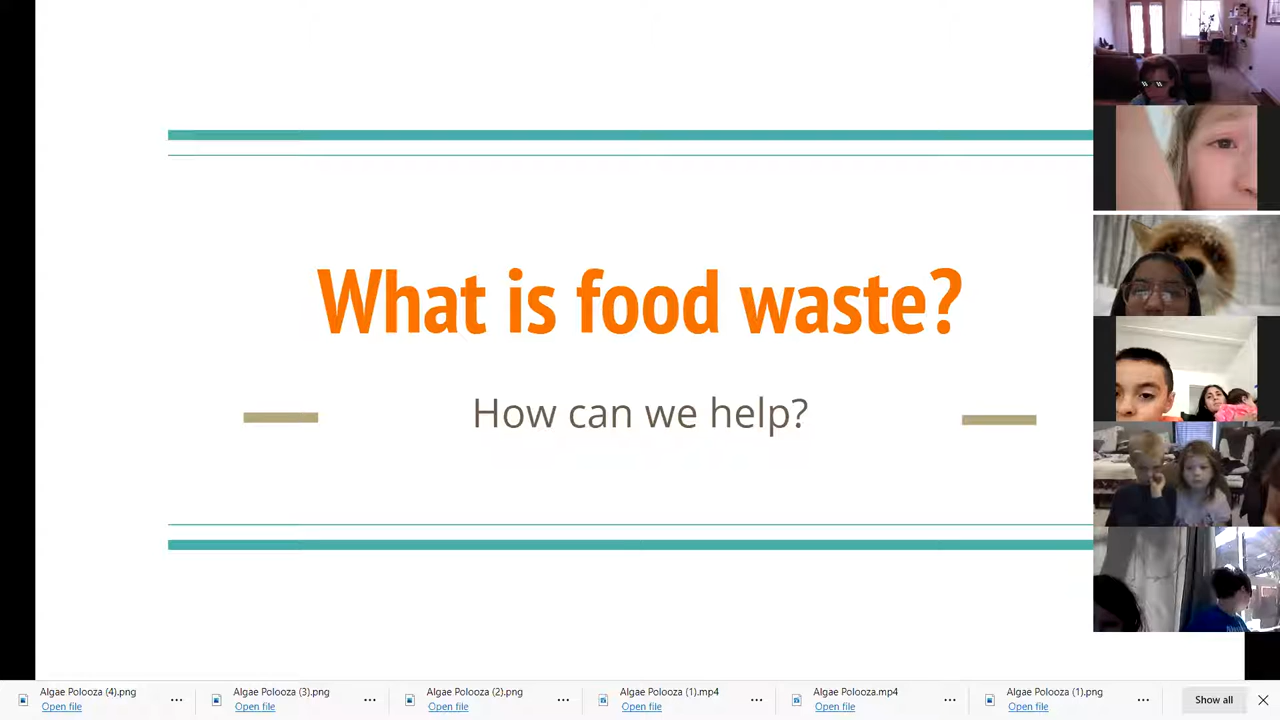 What is food waste?
How can we help?
Algae Polooza (4).png
Open file
Algae Polooza (3).png
Open file
Algae Polooza (2).png
Open file
Algae Polooza (1).mp4
Open file
Algae Polooza.mp4
Open file
Algae Polooza (1).png
Open file
Show all